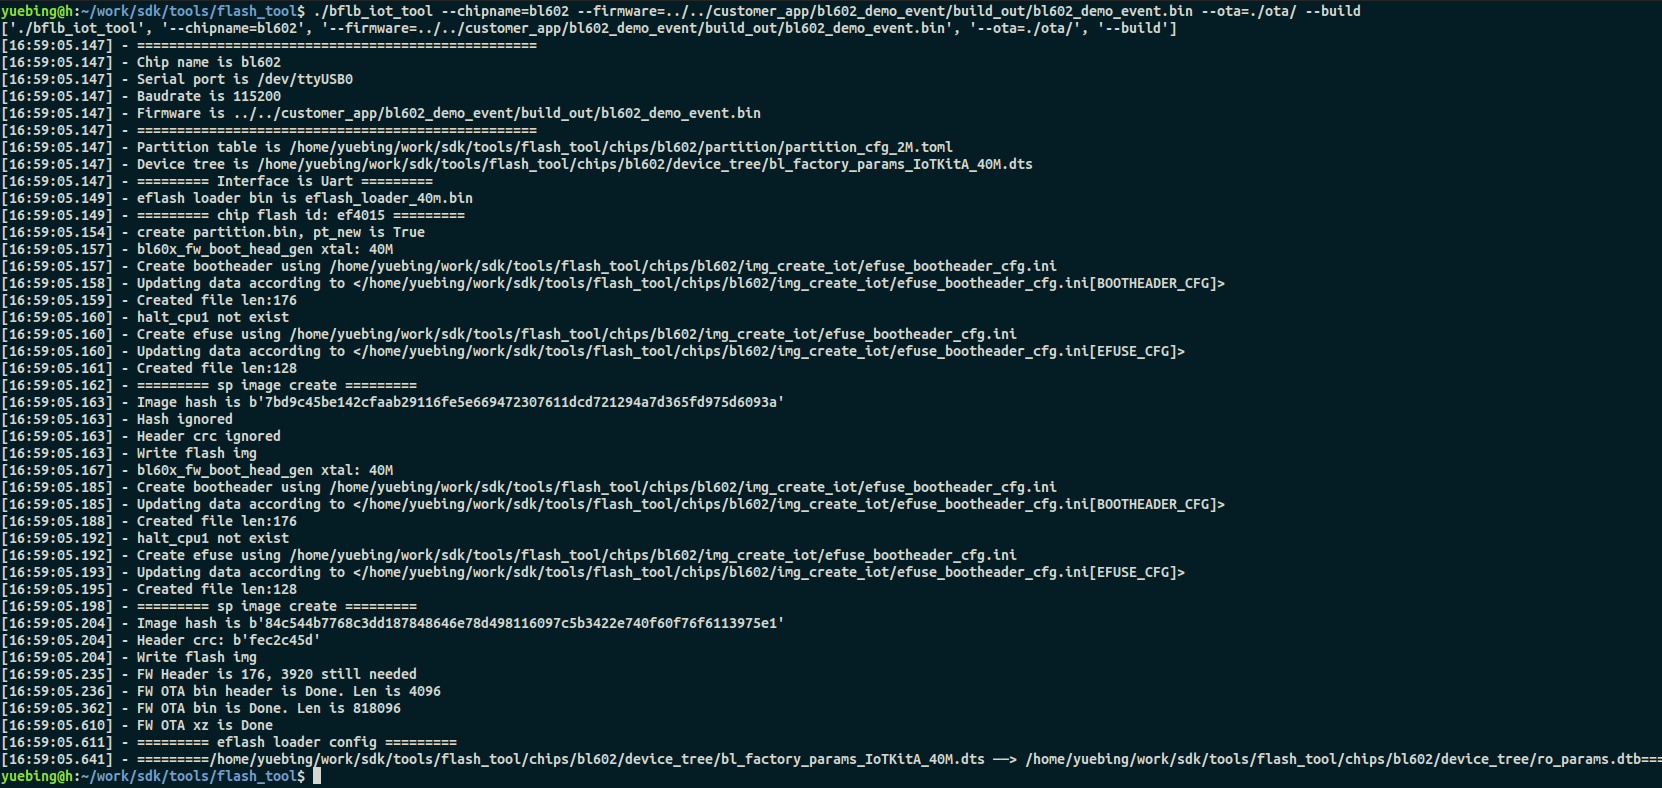 yuebing@h:~/work/sdk/tools/flash_tool$ ./bflb_iot_tool --chipname=bl602 --firmware=../../customer_app/bl602_demo_event/build_out/bl602_demo_event.bin --ota=./ota/ --build
['./bflb_iot_tool', '--chipname=bl602', '--firmware=../../customer_app/bl602_demo_event/build_out/bl602_demo_event.bin', '--ota=./ota/', '--build']
[16:59:05.147] - ==================================================
[16:59:05.147] - Chip name is bl602
[16:59:05.147] - Serial port is /dev/ttyUSB0
[16:59:05.147] - Baudrate is 115200
[16:59:05.147] - Firmware is ../../customer_app/bl602_demo_event/build_out/bl602_demo_event.bin
[16:59:05.147] - ==================================================
[16:59:05.147] - Partition table is /home/yuebing/work/sdk/tools/flash_tool/chips/bl602/partition/partition_cfg_2M.toml
[16:59:05.147] - Device tree is /home/yuebing/work/sdk/tools/flash_tool/chips/bl602/device_tree/bl_factory_params_IoTKitA_40M.dts
[16:59:05.147] - ========= Interface is Uart =========
[16:59:05.149] - eflash loader bin is eflash_loader_40m.bin
[16:59:05.149] - ========= chip flash id: ef4015 =========
[16:59:05.154] - create partition.bin, pt_new is True
[16:59:05.157] - bl60x_fw_boot_head_gen xtal: 40M
[16:59:05.157] - Create bootheader using /home/yuebing/work/sdk/tools/flash_tool/chips/bl602/img_create_iot/efuse_bootheader_cfg.ini
[16:59:05.158] - Updating data according to </home/yuebing/work/sdk/tools/flash_tool/chips/bl602/img_create_iot/efuse_bootheader_cfg.ini[BOOTHEADER_CFG]>
[16:59:05.159] - Created file len:176
[16:59:05.160] - halt_cpu1 not exist
[16:59:05.160] - Create efuse using /home/yuebing/work/sdk/tools/flash_tool/chips/bl602/img_create_iot/efuse_bootheader_cfg.ini
[16:59:05.160] - Updating data according to </home/yuebing/work/sdk/tools/flash_tool/chips/bl602/img_create_iot/efuse_bootheader_cfg.ini[EFUSE_CFG]>
[16:59:05.161] - Created file len:128
[16:59:05.162] - ========= sp image create =========
[16:59:05.163] - Image hash is b'7bd9c45be142cfaab29116fe5e669472307611dcd721294a7d365fd975d6093a'
[16:59:05.163] - Hash ignored
[16:59:05.163] - Header crc ignored
[16:59:05.163] - Write flash img
[16:59:05.167] - bl60x_fw_boot_head_gen xtal: 40M
[16:59:05.185] - Create bootheader using /home/yuebing/work/sdk/tools/flash_tool/chips/bl602/img_create_iot/efuse_bootheader_cfg.ini
[16:59:05.185] - Updating data according to </home/yuebing/work/sdk/tools/flash_tool/chips/bl602/img_create_iot/efuse_bootheader_cfg.ini[BOOTHEADER_CFG]>
[16:59:05.188] - Created file len:176
[16:59:05.192] - halt_cpu1 not exist
[16:59:05.192] - Create efuse using /home/yuebing/work/sdk/tools/flash_tool/chips/bl602/img_create_iot/efuse_bootheader_cfg.ini
[16:59:05.193] - Updating data according to </home/yuebing/work/sdk/tools/flash_tool/chips/bl602/img_create_iot/efuse_bootheader_cfg.ini[EFUSE_CFG]>
[16:59:05.195] - Created file len:128
[16:59:05.198] - ========= sp image create =========
[16:59:05.204] - Image hash is b'84c544b7768c3dd187848646e78d498116097c5b3422e740f60f76f6113975e1'
[16:59:05.204] - Header crc: b'fec2c45d'
[16:59:05.204] - Write flash img
[16:59:05.235] - FW Header is 176, 3920 still needed
[16:59:05.236] - FW OTA bin header is Done. Len is 4096
[16:59:05.362] - FW OTA bin is Done. Len is 818096
[16:59:05.610] - FW OTA xz is Done
[16:59:05.611] - ========= eflash loader config =========
[16:59:05.641] - =========/home/yuebing/work/sdk/tools/flash_tool/chips/bl602/device_tree/bl_factory_params_IoTKitA_40M.dts ——> /home/yuebing/work/sdk/tools/flash_tool/chips/bl602/device_tree/ro_params.dtb===
yuebing@h:~/work/sdk/tools/flash_tool$